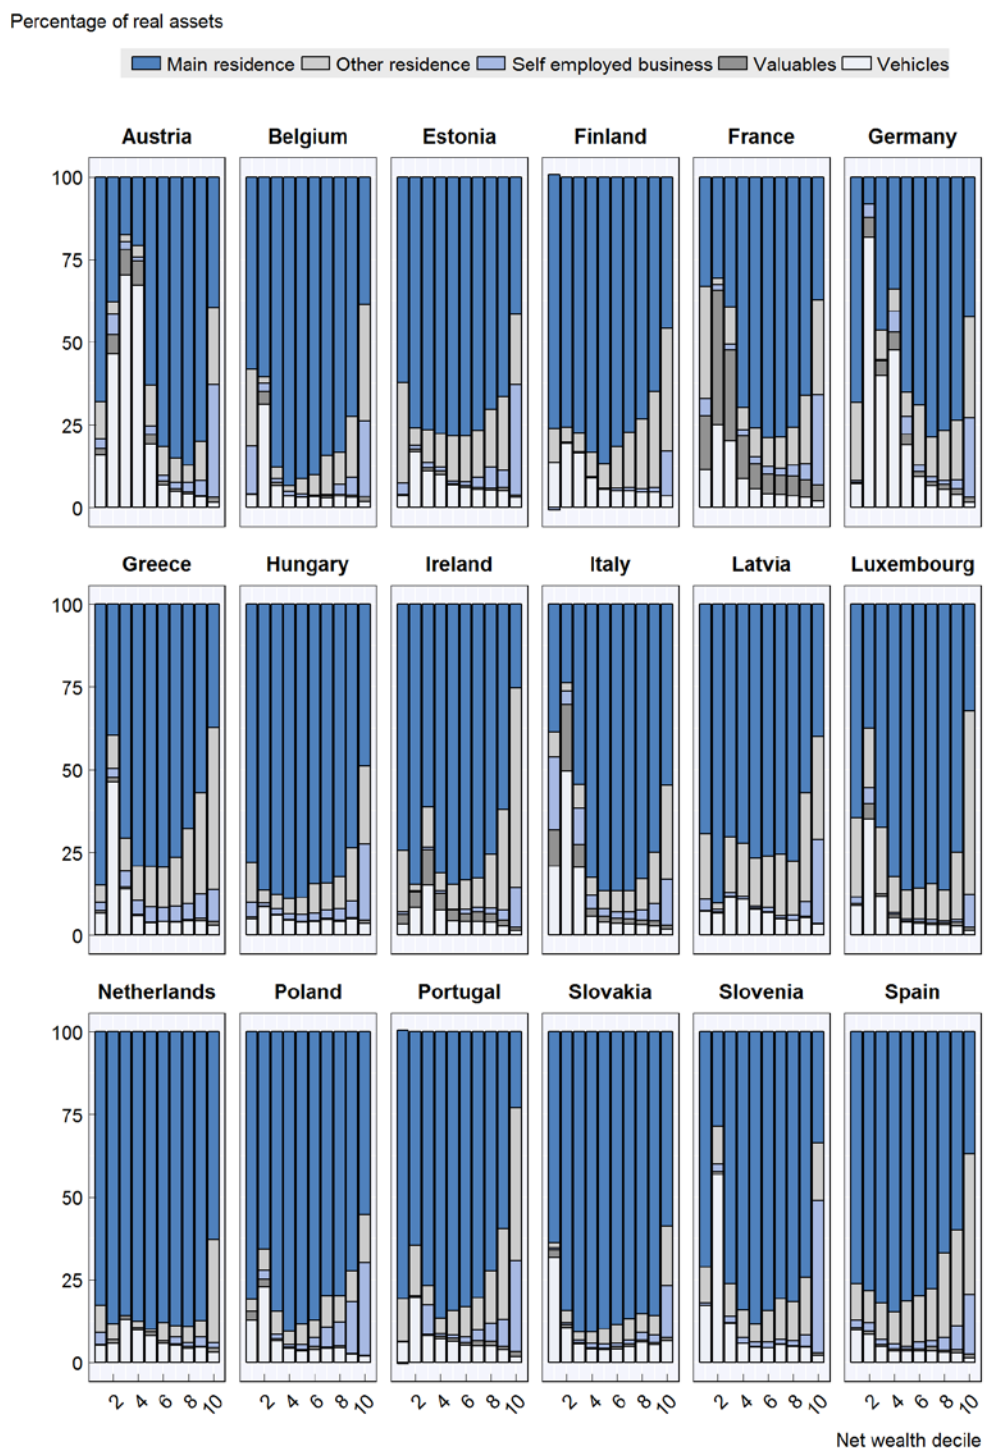 Percentage of real assets
Main residence Other residence Self employed business Valuables Vehicles
Austria Belgium Estonia Finland France Germany
100
75
50
25
0
Greece Hungary Ireland Italy Latvia Luxembourg
100
75
50
25
0
Netherlands Poland Portugal Slovakia Slovenia Spain
100
75
50
25
0
2 4 6 8 10 2 4 6 8 10 2 4 6 8 10 2 4 6 8 10 2 4 6 8 10 2 4 6 8 10
Net wealth decile